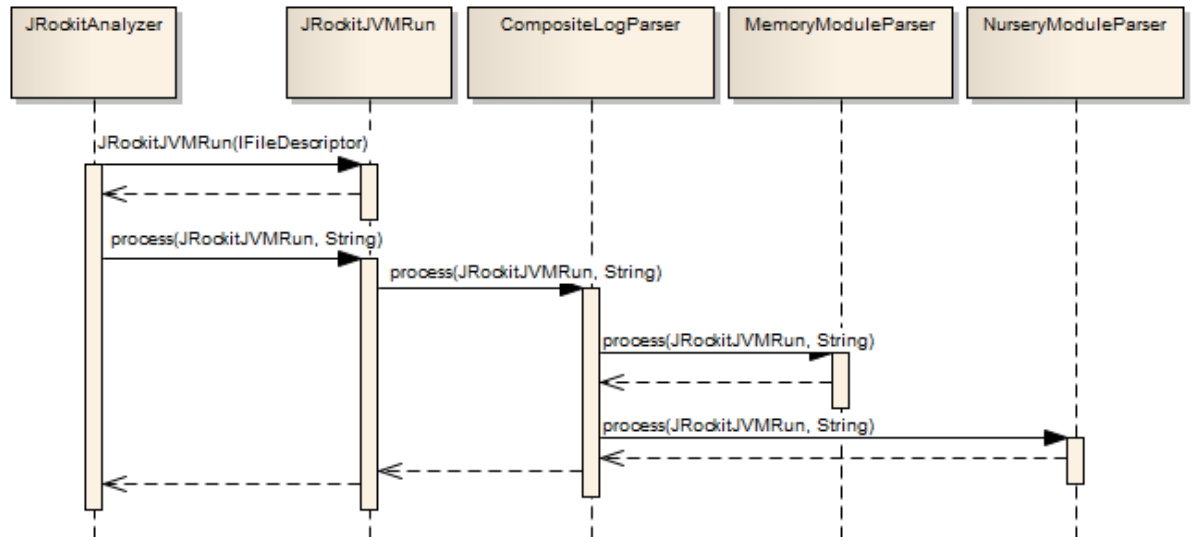 JRockitAnalyzer
JRockitJVMRun
CompositeLogParser
MemoryModuleParser
NurseryModuleParser
JRockitJVMRun(IFileDescriptor)
process(JRockitJVMRun, String)
process(JRockitJVMRun, String)
process(JRockitJVMRun, String)
process(JRockitJVMRun, String)